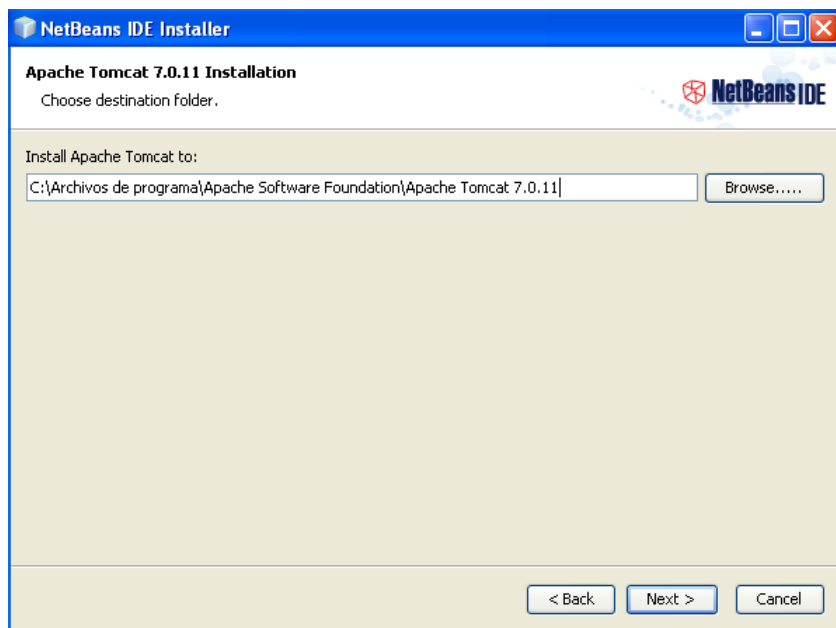 NetBeans IDE Installer
Apache Tomcat 7.0.11 Installation
Choose destination folder.
NetBeans IDE
Install Apache Tomcat to:
C:\Archivos de programa\Apache Software Foundation\Apache Tomcat 7.0.11
Browse.....
< Back
Next >
Cancel